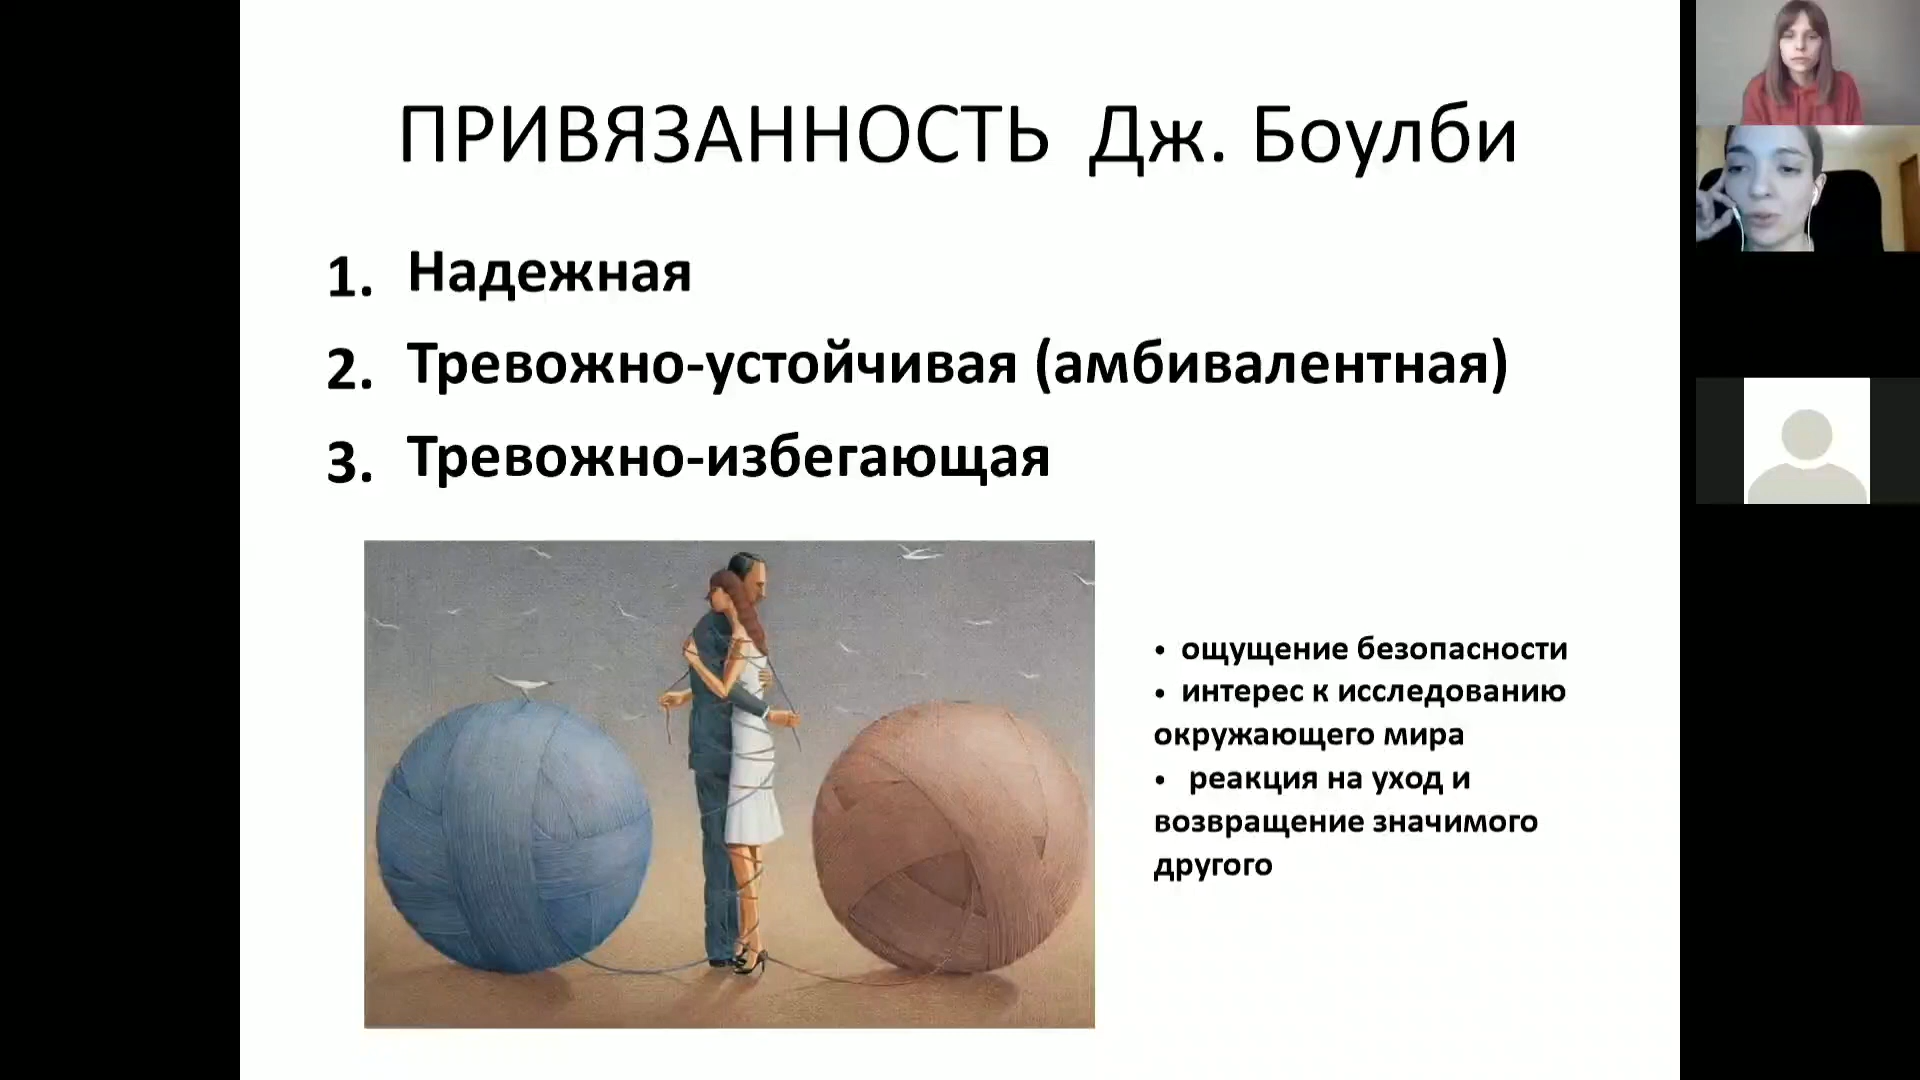 ПРИВЯЗАННОСТЬ Дж. Боулби
1. Надежная
2. Тревожно-устойчивая (амбивалентная)
3. Тревожно-избегающая
• ощущение безопасности
• интерес к исследованию
окружающего мира
• реакция на уход и
возвращение значимого
другого